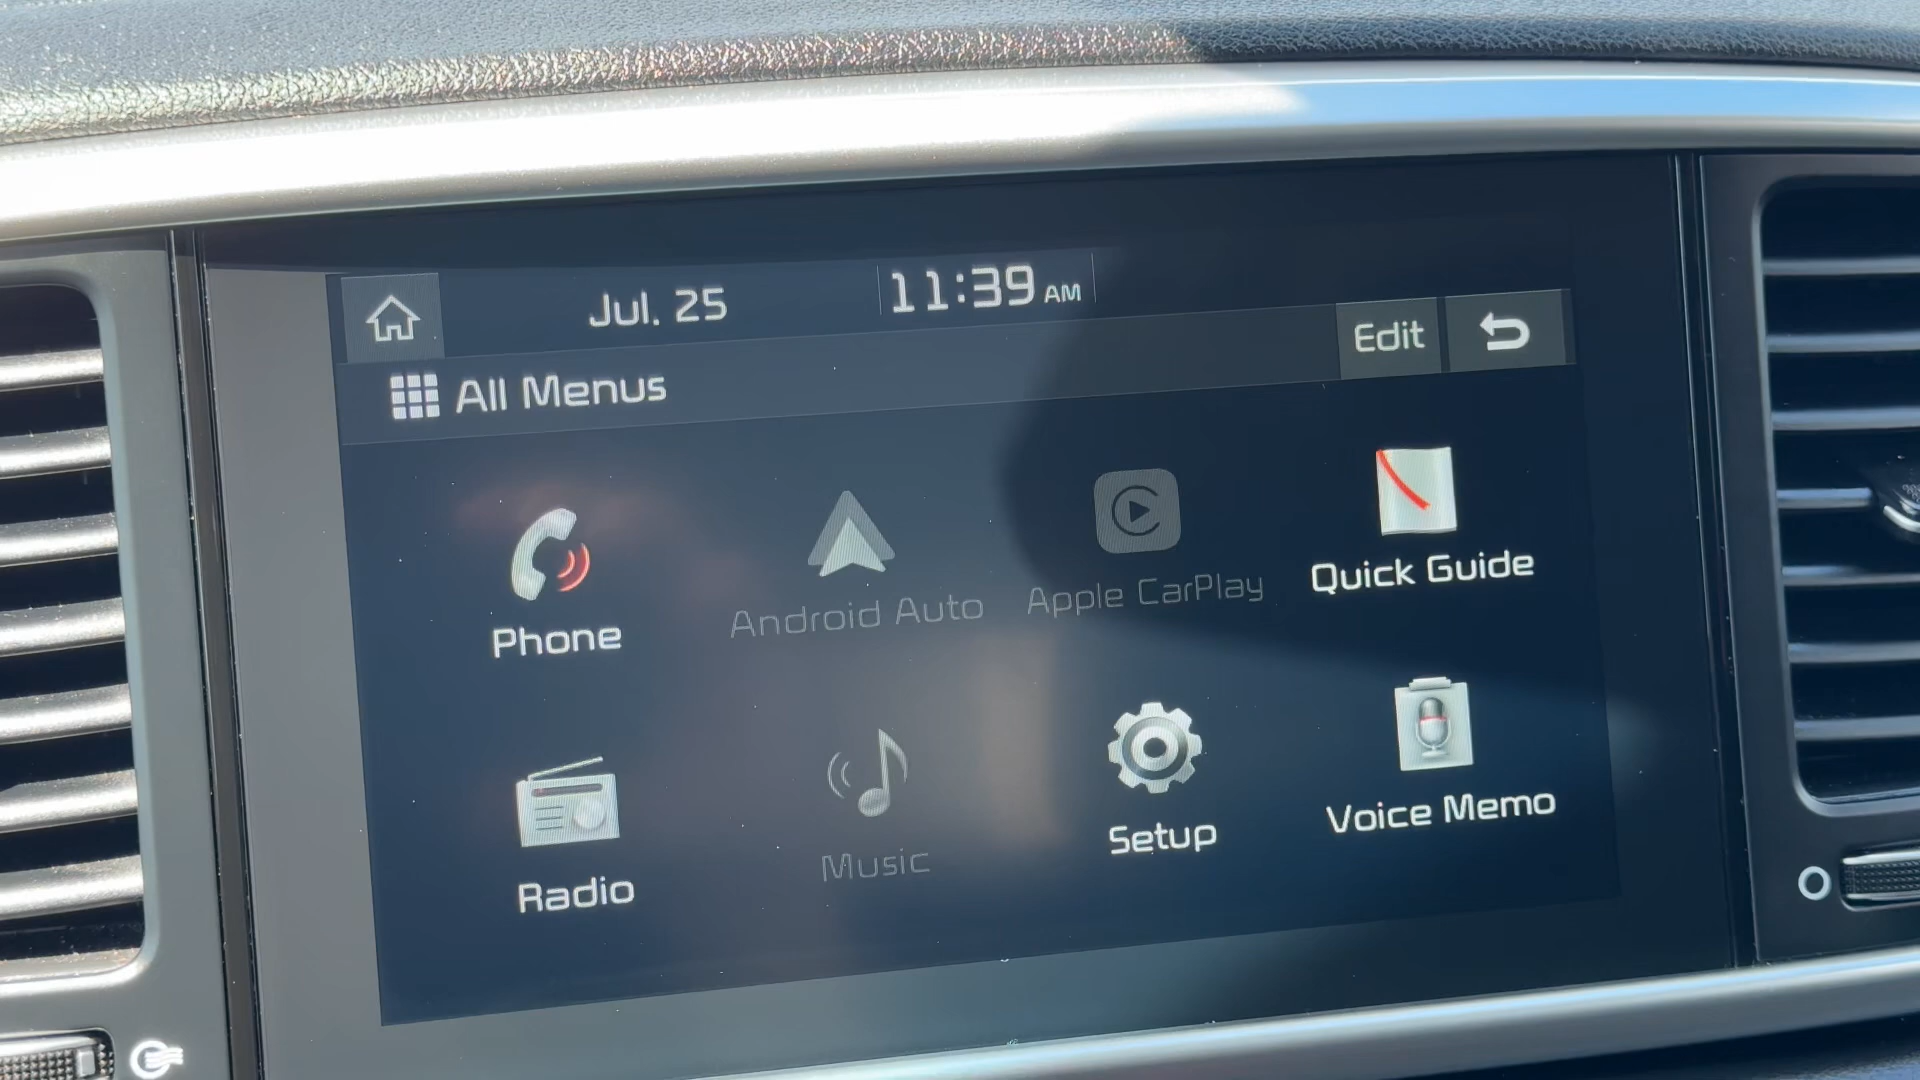 Jul. 25 11:39 AM
All Menus Edit
Phone Android Auto Apple CarPlay Quick Guide
Radio Music Setup Voice Memo